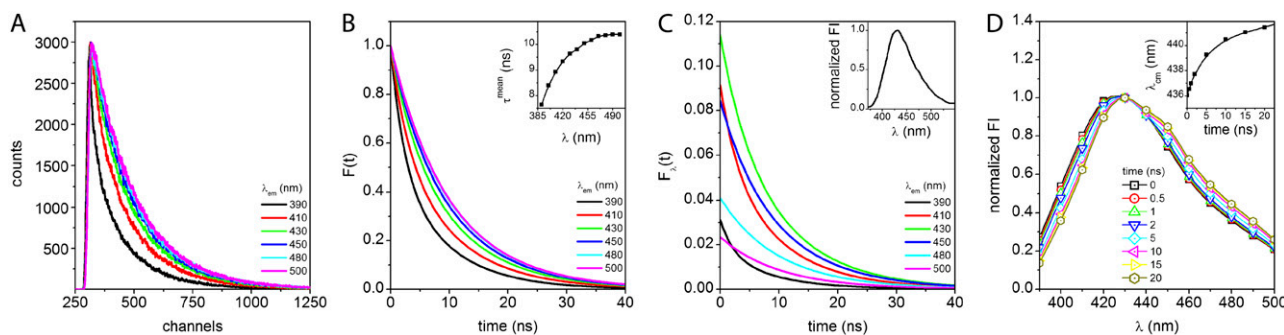 A
counts
3000
2500
2000
1500
1000
500
250 500 750 1000 1250
channels
λem (nm)
390
410
430
450
480
500
B
F(t)
1.0
0.8
0.6
0.4
0.2
0.0
0 10 20 30 40
time (ns)
τmean (ns)
10
9
8
385 420 455 490
λ (nm)
λem (nm)
390
410
430
450
480
500
C
Fλ(t)
0.12
0.10
0.08
0.06
0.04
0.02
0.00
0 10 20 30 40
time (ns)
normalized FI
1.0
0.5
0.0
400 450 500
λ (nm)
λem (nm)
390
410
430
450
480
500
D
normalized FI
1.4
1.2
1.0
0.8
0.6
0.4
0.2
0.0
400 420 440 460 480 500
λ (nm)
λcm (nm)
440
438
436
0 5 10 15 20
time (ns)
time (ns)
0
0.5
1
2
5
10
15
20